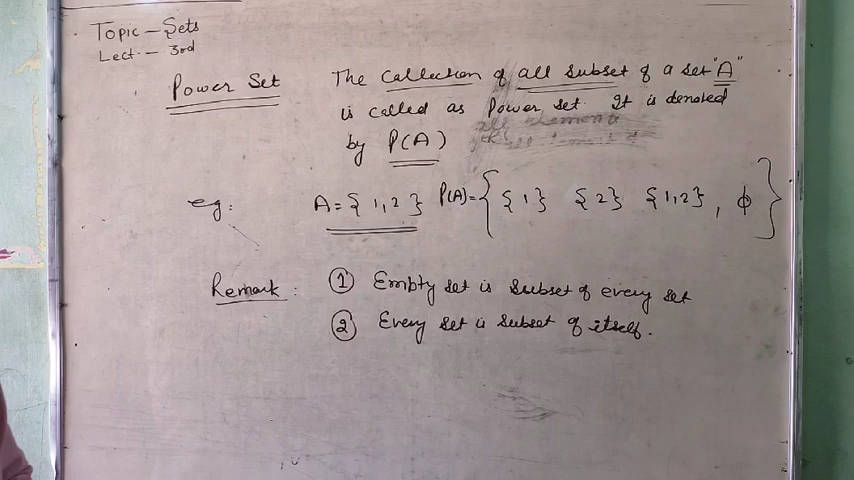 Topic - Sets
Lect. - 3rd
Power Set The Collection of all Subset of a set "A"
is called as Power set. It is denoted
by P(A)
eg: A = { 1,2 } P(A) = { { 1 } { 2 } { 1,2 } , ϕ }
Remark : ① Empty set is Subset of every set
② Every set is subset of itself.